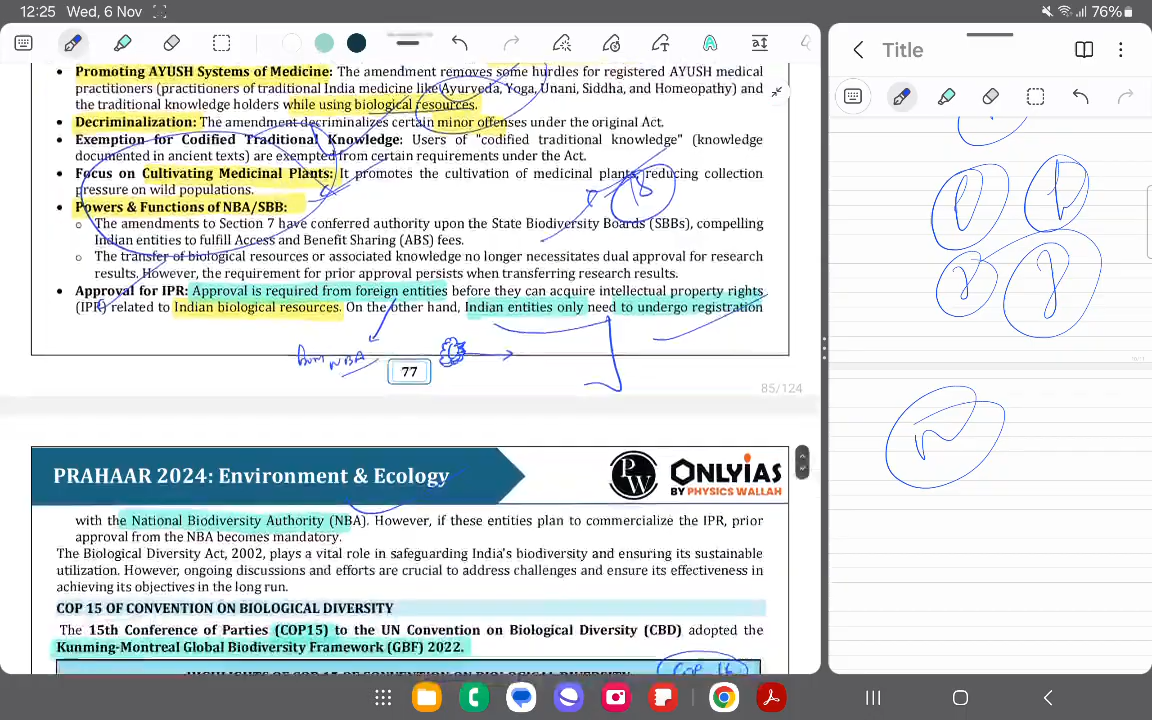 12:25 Wed, 6 Nov
76%
Title
• Promoting AYUSH Systems of Medicine: The amendment removes some hurdles for registered AYUSH medical
practitioners (practitioners of traditional India medicine like Ayurveda, Yoga, Unani, Siddha, and Homeopathy) and
the traditional knowledge holders while using biological resources.
• Decriminalization: The amendment decriminalizes certain minor offenses under the original Act.
• Exemption for Codified Traditional Knowledge: Users of "codified traditional knowledge" (knowledge
documented in ancient texts) are exempted from certain requirements under the Act.
• Focus on Cultivating Medicinal Plants: It promotes the cultivation of medicinal plants, reducing collection
pressure on wild populations.
• Powers & Functions of NBA/SBB:
o The amendments to Section 7 have conferred authority upon the State Biodiversity Boards (SBBs), compelling
Indian entities to fulfill Access and Benefit Sharing (ABS) fees.
o The transfer of biological resources or associated knowledge no longer necessitates dual approval for research
results. However, the requirement for prior approval persists when transferring research results.
• Approval for IPR: Approval is required from foreign entities before they can acquire intellectual property rights
(IPR) related to Indian biological resources. On the other hand, Indian entities only need to undergo registration
from NBA
77
85/124
PRAHAAR 2024: Environment & Ecology
PW
ONLYIAS
BY PHYSICS WALLAH
with the National Biodiversity Authority (NBA). However, if these entities plan to commercialize the IPR, prior
approval from the NBA becomes mandatory.
The Biological Diversity Act, 2002, plays a vital role in safeguarding India's biodiversity and ensuring its sustainable
utilization. However, ongoing discussions and efforts are crucial to address challenges and ensure its effectiveness in
achieving its objectives in the long run.
COP 15 OF CONVENTION ON BIOLOGICAL DIVERSITY
The 15th Conference of Parties (COP15) to the UN Convention on Biological Diversity (CBD) adopted the
Kunming-Montreal Global Biodiversity Framework (GBF) 2022.
COP 16
HIGHLIGHTS OF COP 15 OF CONVENTION ON BIOLOGICAL DIVERSITY